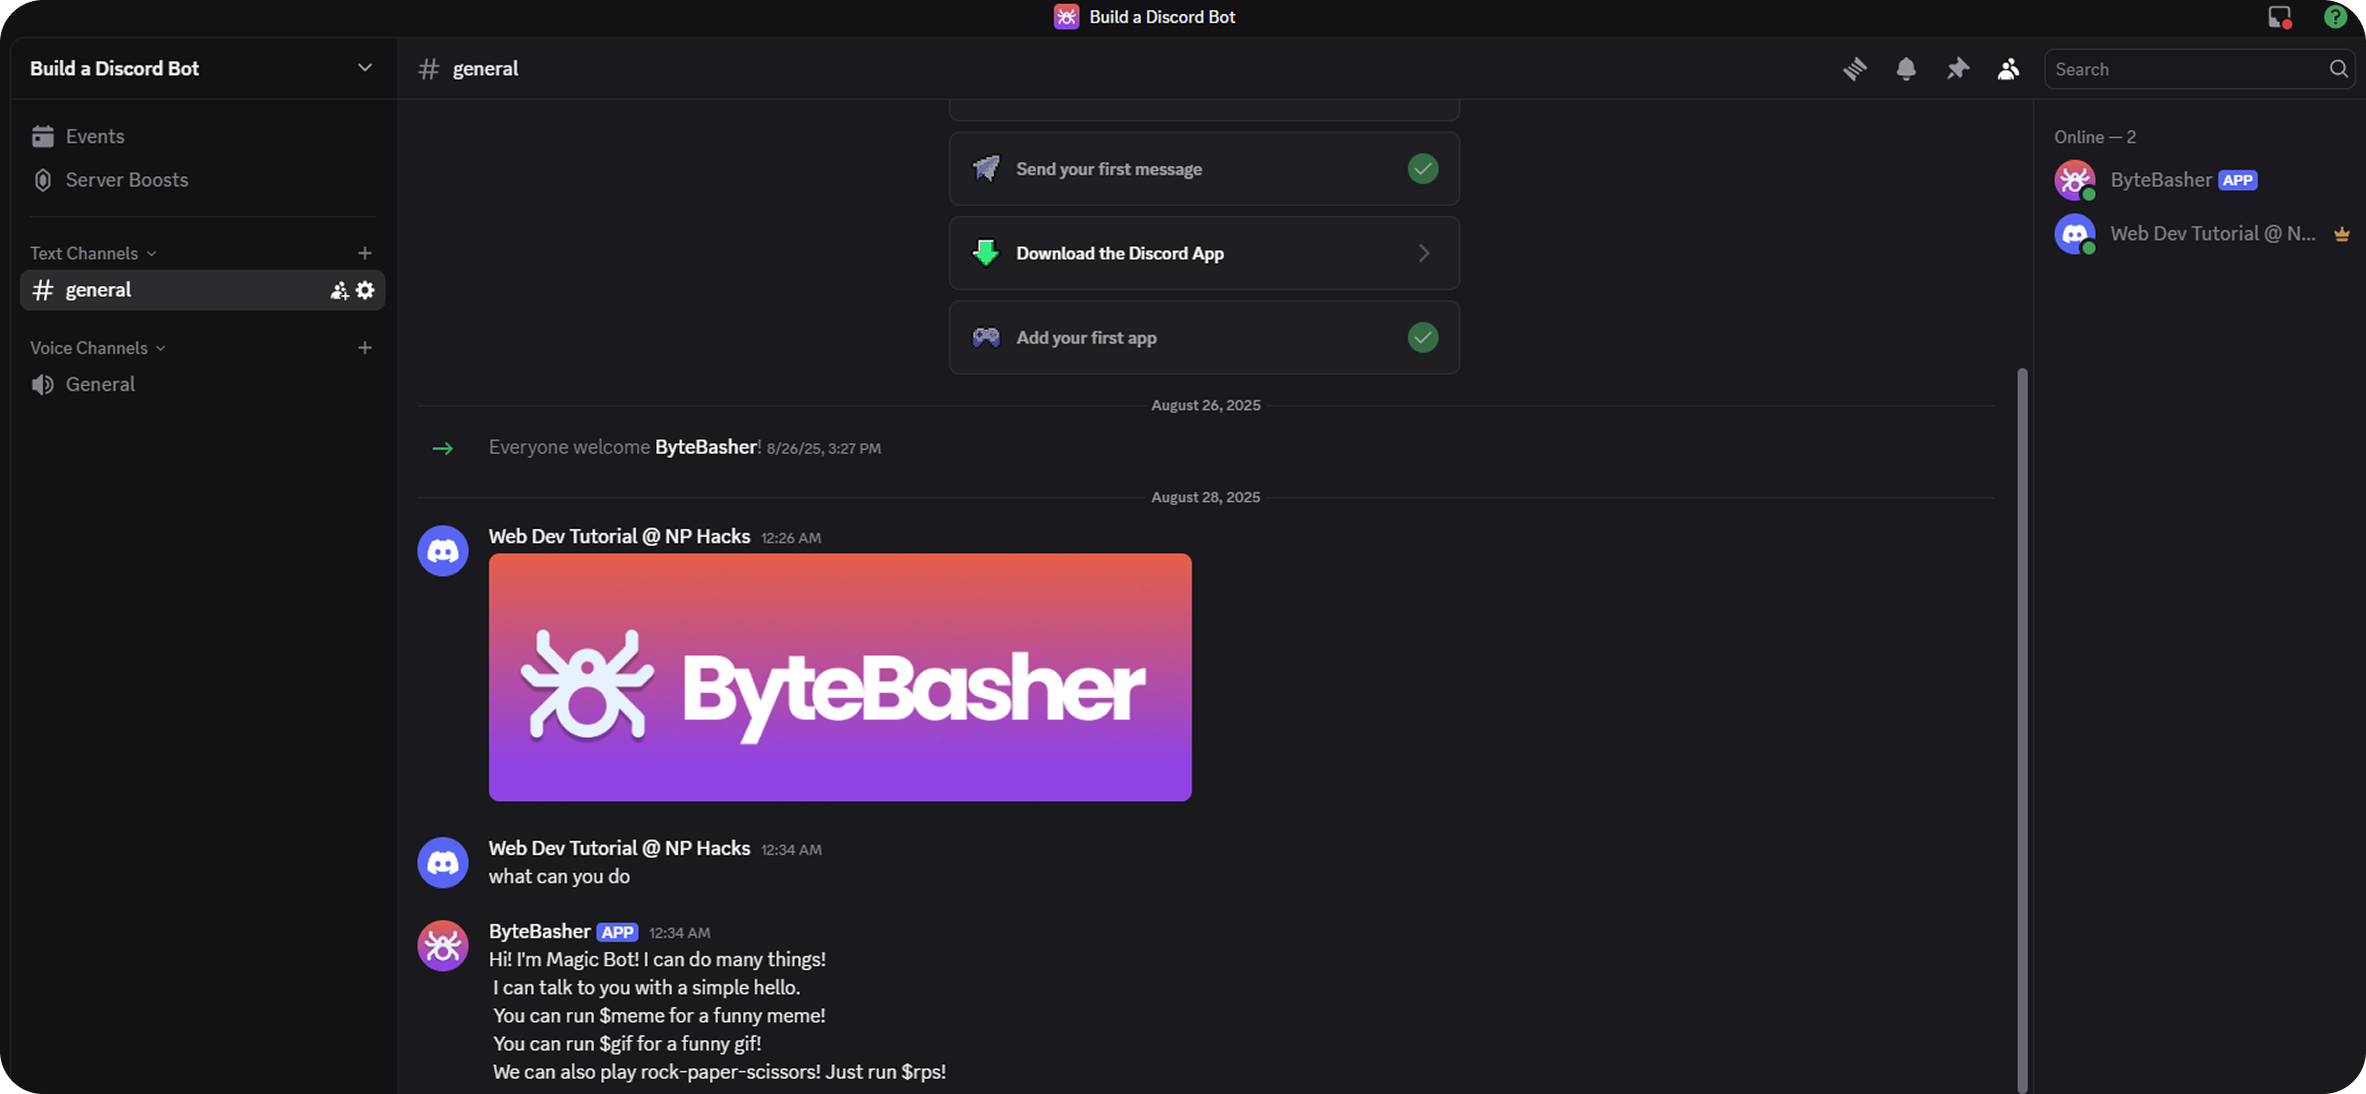 Build a Discord Bot
Build a Discord Bot
Events
Server Boosts
Text Channels
general
Voice Channels
General
# general
Search
Send your first message
Download the Discord App
Add your first app
August 26, 2025
Everyone welcome ByteBasher! 8/26/25, 3:27 PM
August 28, 2025
Web Dev Tutorial @ NP Hacks 12:26 AM
ByteBasher
Web Dev Tutorial @ NP Hacks 12:34 AM
what can you do
ByteBasher APP 12:34 AM
Hi! I'm Magic Bot! I can do many things!
I can talk to you with a simple hello.
You can run $meme for a funny meme!
You can run $gif for a funny gif!
We can also play rock-paper-scissors! Just run $rps!
Online — 2
ByteBasher APP
Web Dev Tutorial @ N...